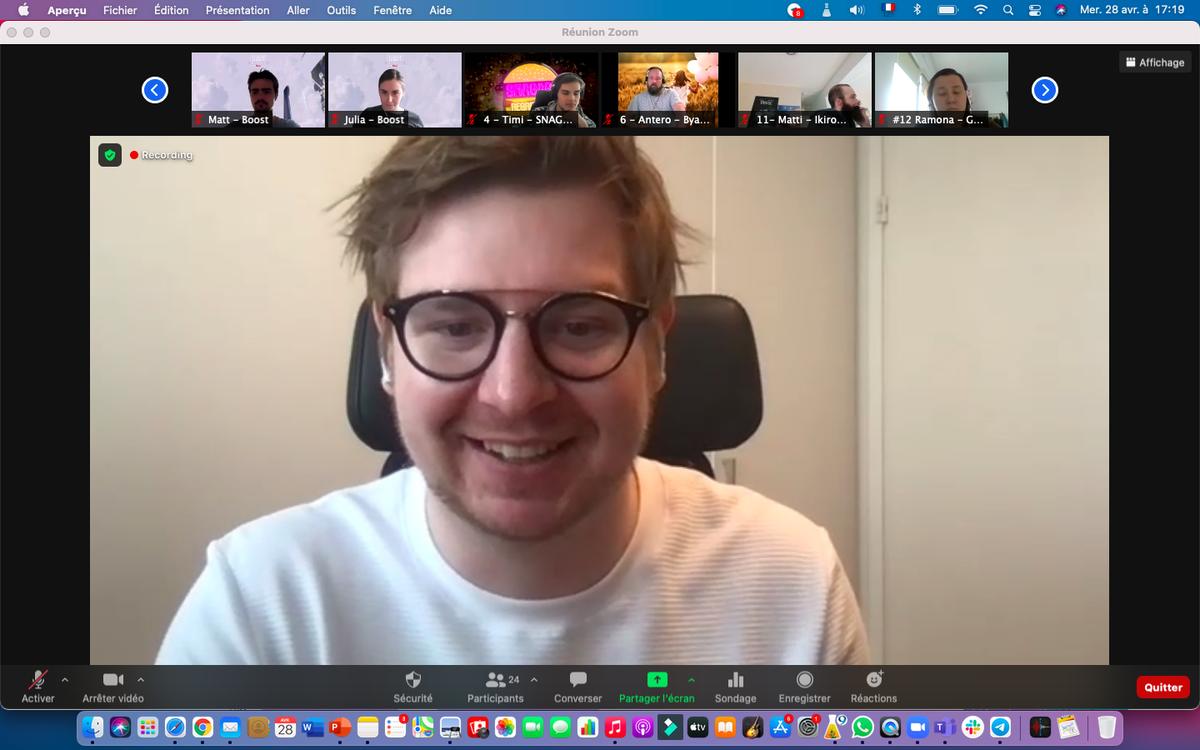 Aperçu Fichier Édition Présentation Aller Outils Fenêtre Aide Mer. 28 avr. à 17:19
Réunion Zoom
Affichage
Matt – Boost
Julia – Boost
4 – Timi – SNAG...
6 – Antero – Bya...
11– Matti – Ikiro...
#12 Ramona – G...
Recording
Activer
Arrêter vidéo
Sécurité
Participants 24
Converser
Partager l'écran
Sondage
Enregistrer
Réactions
Quitter
28
tv